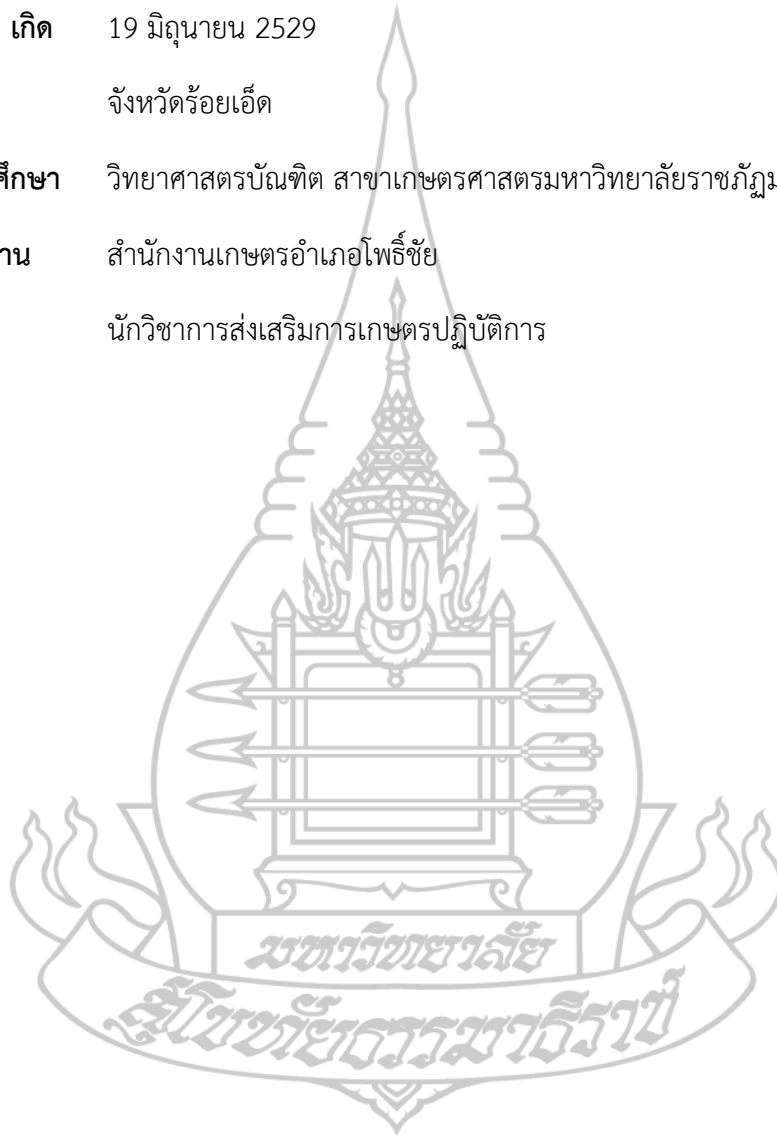 เกิด 19 มิถุนายน 2529
จังหวัดร้อยเอ็ด
ศึกษา วิทยาศาสตรบัณฑิต สาขาเกษตรศาสตรมหาวิทยาลัยราชภัฏม
าน สำนักงานเกษตรอำเภอโพธิ์ชัย
นักวิชาการส่งเสริมการเกษตรปฏิบัติการ
มหาวิทยาลัย
สุโขทัยธรรมาธิราช